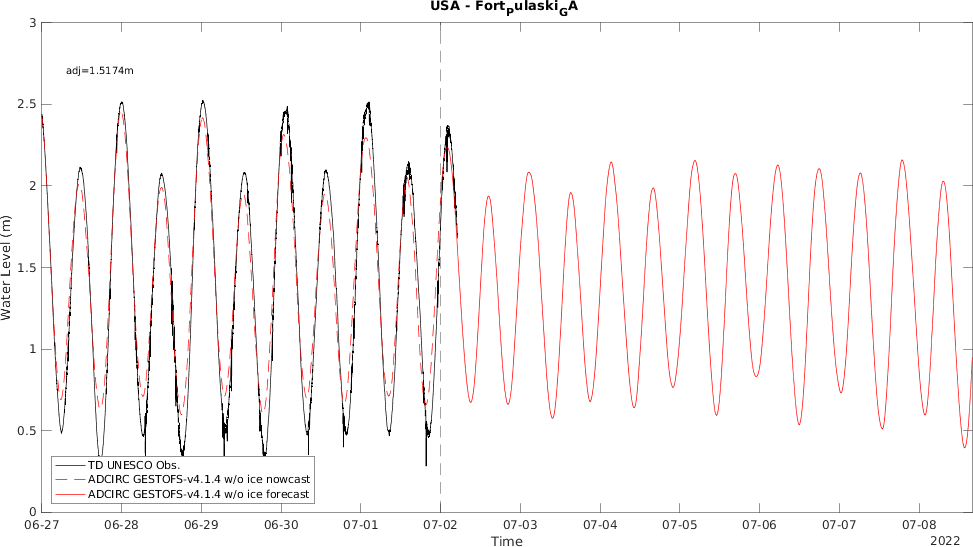 USA - Fort_Pulaski_GA
adj=1.5174m
3
2.5
2
1.5
1
0.5
0
Water Level (m)
TD UNESCO Obs.
ADCIRC GESTOFS-v4.1.4 w/o ice nowcast
ADCIRC GESTOFS-v4.1.4 w/o ice forecast
06-27 06-28 06-29 06-30 07-01 07-02 07-03 07-04 07-05 07-06 07-07 07-08
Time
2022